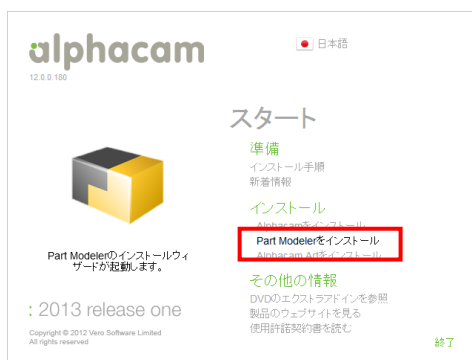 alphacam
日本語
12.0.0.180
スタート
準備
インストール手順
新着情報
インストール
Alphacamをインストール
Part Modelerをインストール
Alphacam Artをインストール
Part Modelerのインストールウィ
ザードが起動します。
その他の情報
DVDのエクストラアドインを参照
製品のウェブサイトを見る
使用許諾契約書を読む
: 2013 release one
Copyright © 2012 Vero Software Limited
All rights reserved
終了